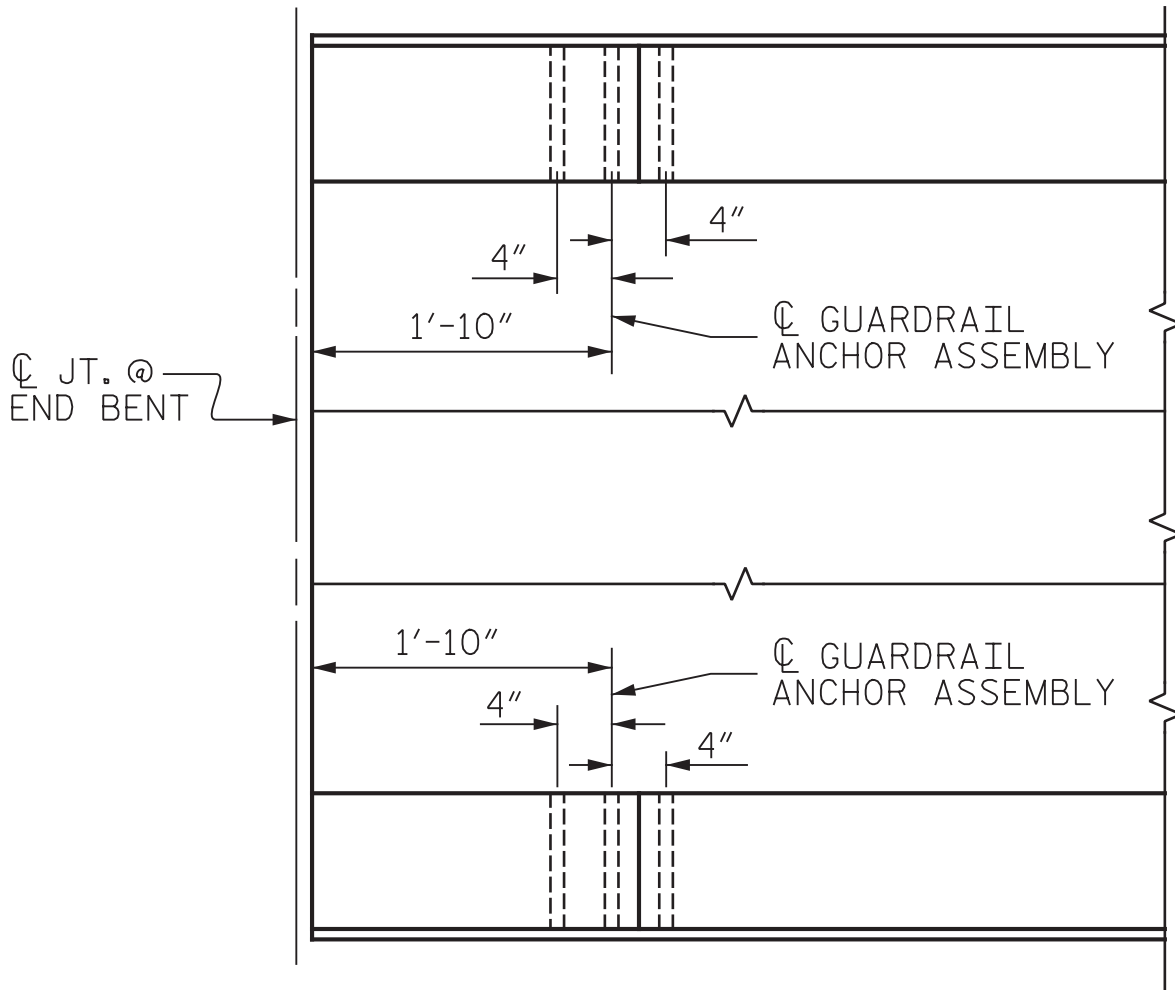 4"
4"
1'-10"
℄ GUARDRAIL
ANCHOR ASSEMBLY
℄ JT. @
END BENT
1'-10"
℄ GUARDRAIL
ANCHOR ASSEMBLY
4"
4"